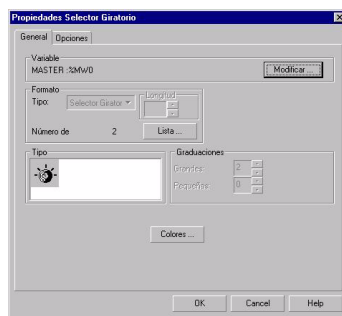 Propiedades Selector Giratorio
General Opciones
Variable
MASTER :%MW0
Modificar ...
Formato
Tipo: Selector Girator
Longitud
Número de 2 Lista ...
Tipo
Graduaciones
Grandes: 2
Pequeños: 0
Colores ...
OK Cancel Help